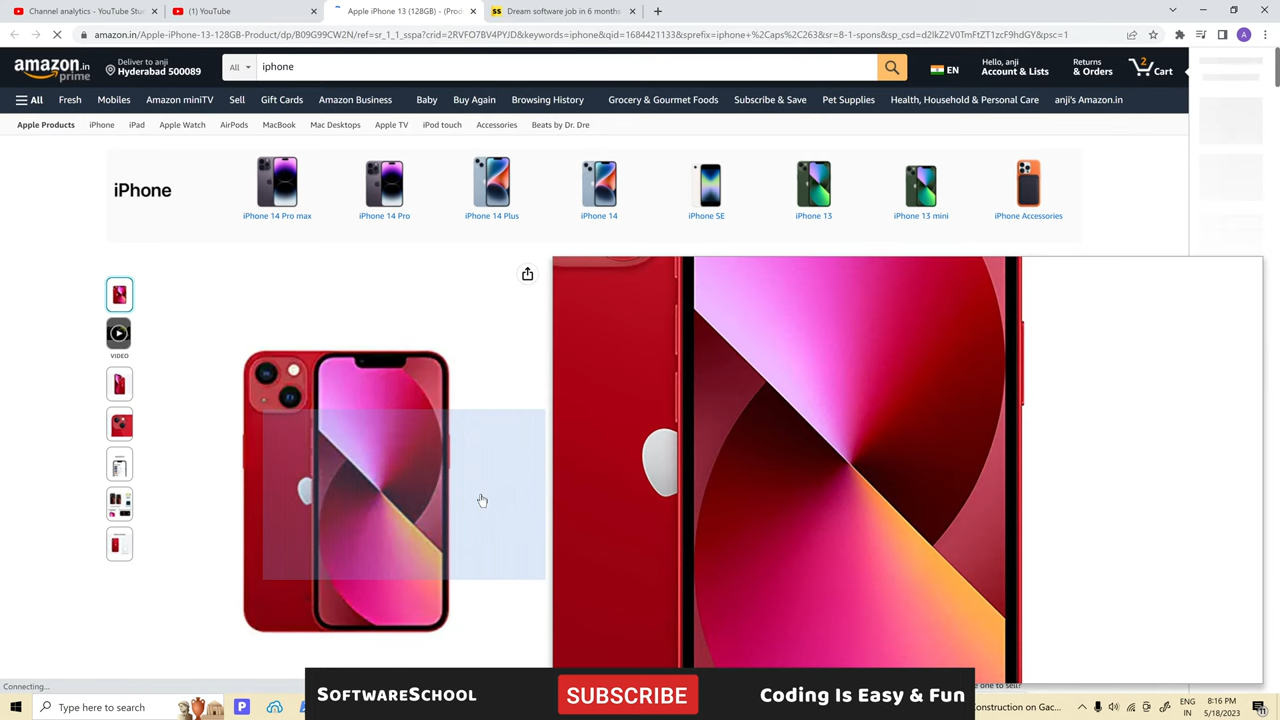 Channel analytics - YouTube Stu
(1) YouTube
Apple iPhone 13 (128GB) - (Prod
Dream software job in 6 months
amazon.in/Apple-iPhone-13-128GB-Product/dp/B09G99CW2N/ref=sr_1_1_sspa?crid=2RVFO7BV4PYJD&keywords=iphone&qid=1684421133&sprefix=iphone+%2Caps%2C263&sr=8-1-spons&sp_csd=d2lkZ2V0TmFtZT1zcF9hdGY&psc=1
A
amazon.in
prime
Deliver to anji
Hyderabad 500089
All
iphone
EN
Hello, anji
Account & Lists
Returns
& Orders
2
Cart
All
Fresh
Mobiles
Amazon miniTV
Sell
Gift Cards
Amazon Business
Baby
Buy Again
Browsing History
Grocery & Gourmet Foods
Subscribe & Save
Pet Supplies
Health, Household & Personal Care
anji's Amazon.in
Apple Products
iPhone
iPad
Apple Watch
AirPods
MacBook
Mac Desktops
Apple TV
iPod touch
Accessories
Beats by Dr. Dre
iPhone
iPhone 14 Pro max
iPhone 14 Pro
iPhone 14 Plus
iPhone 14
iPhone SE
iPhone 13
iPhone 13 mini
iPhone Accessories
VIDEO
Connecting...
one to sell?
SOFTWARESCHOOL
SUBSCRIBE
Coding Is Easy & Fun
Type here to search
P
Construction on Gac...
ENG
IN
8:16 PM
5/18/2023